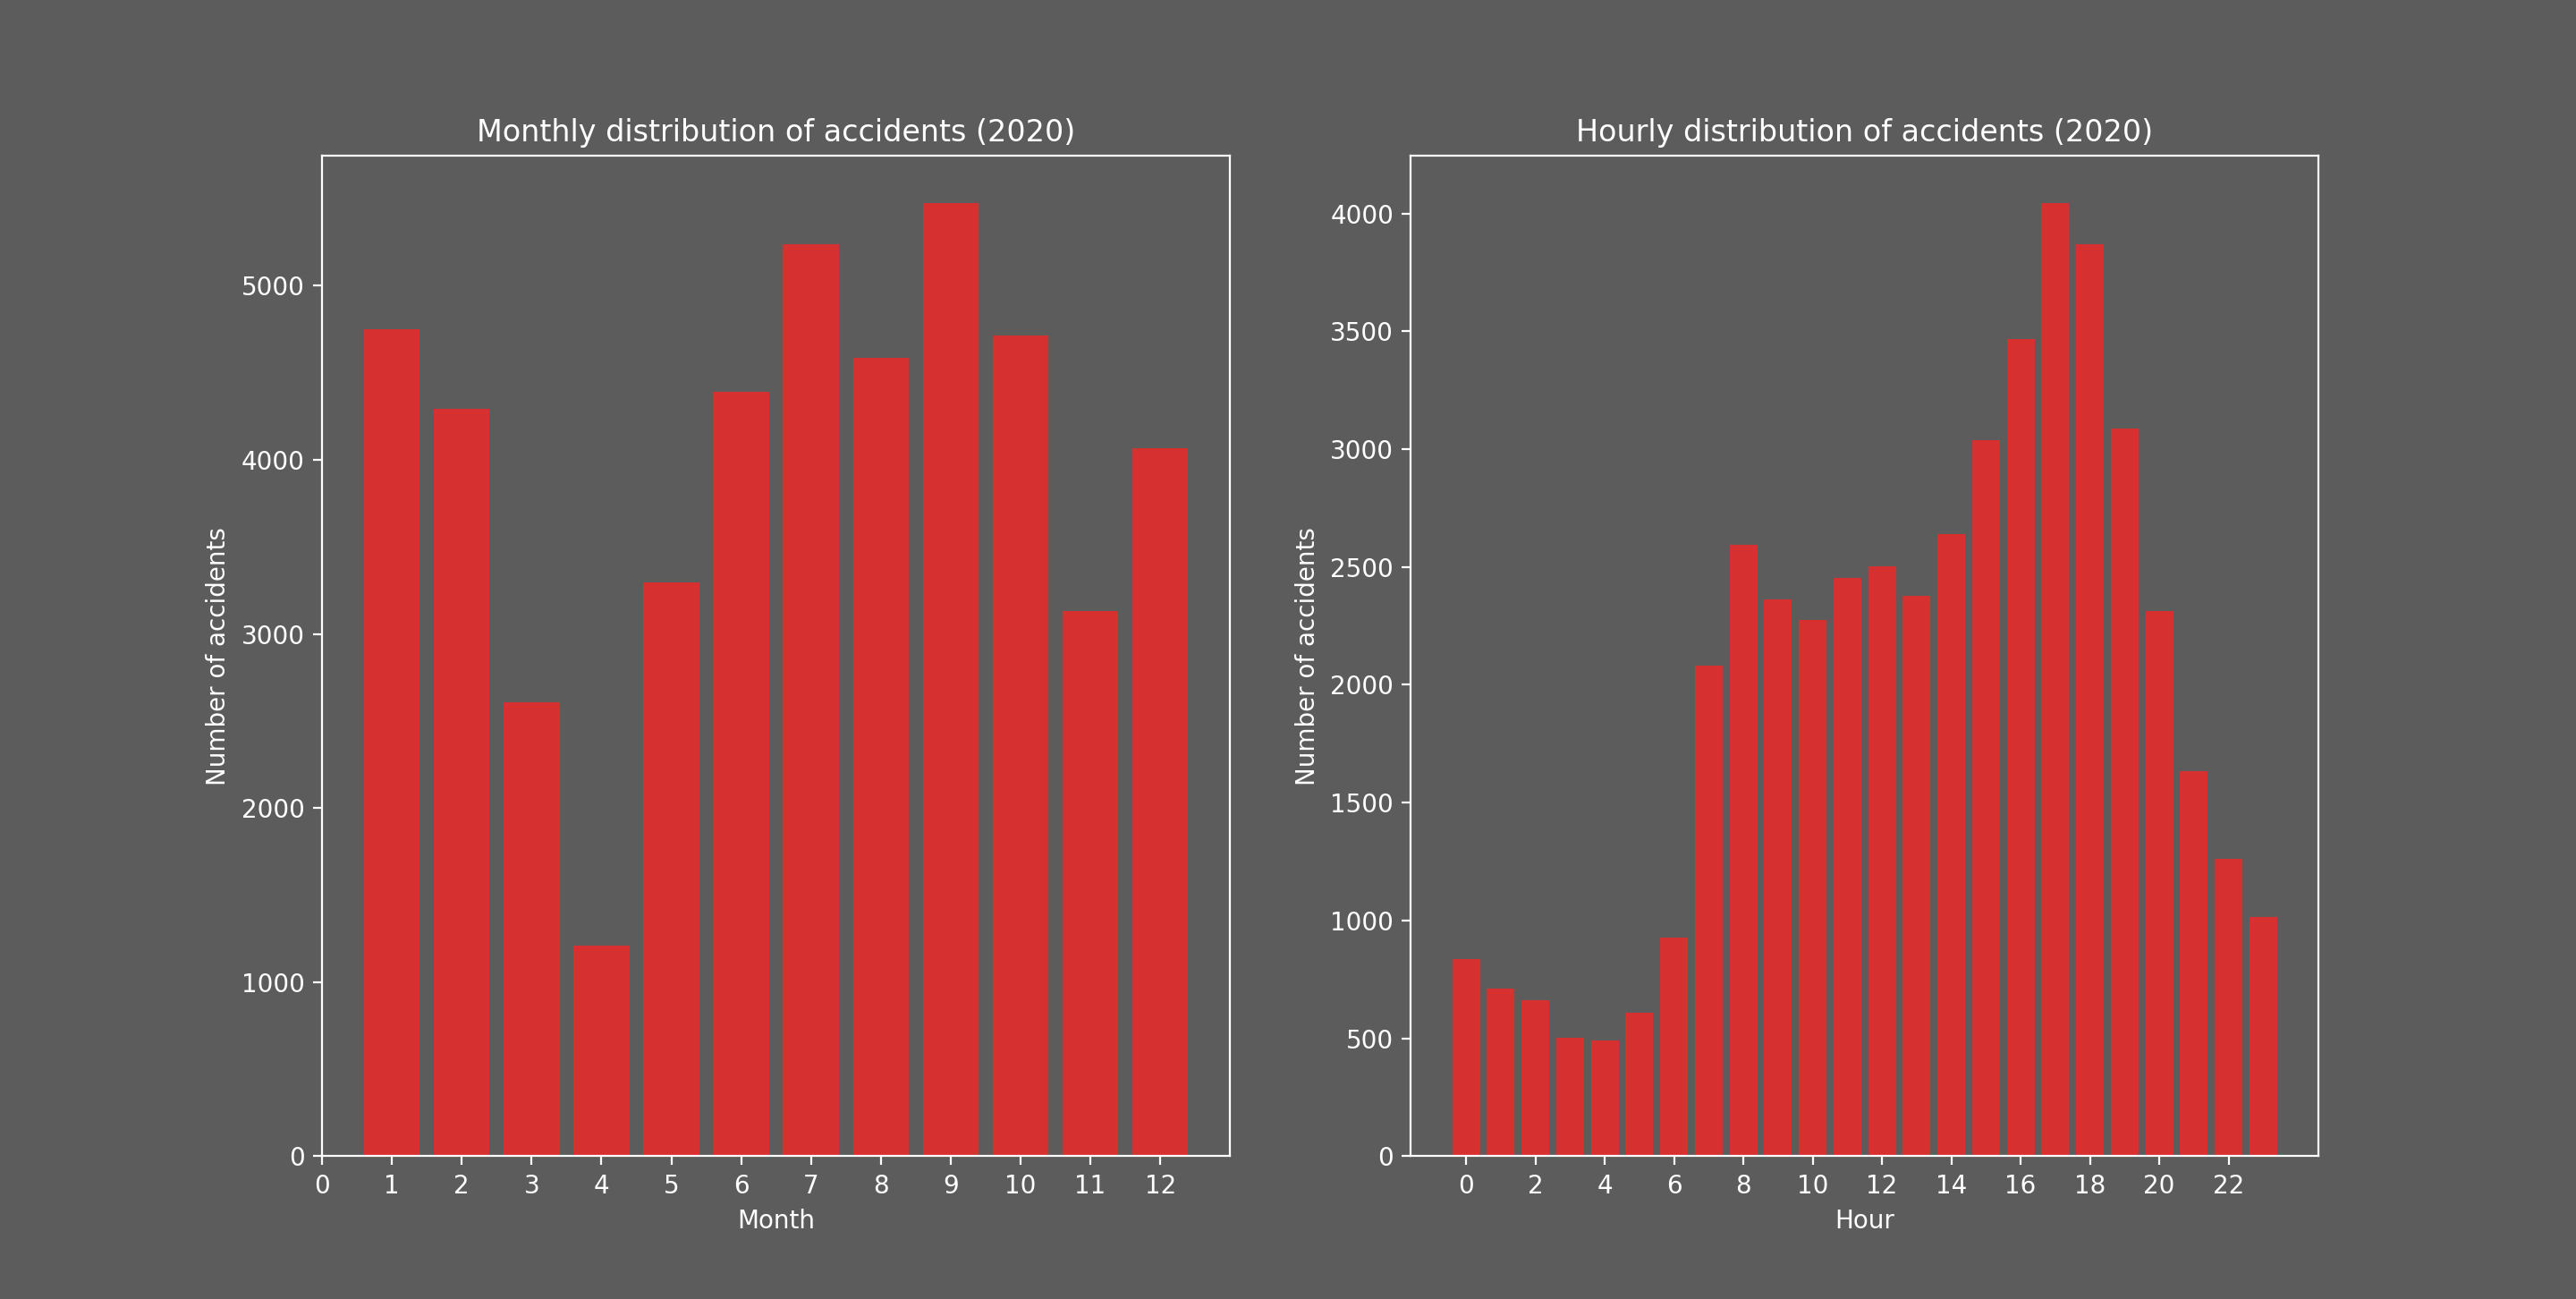 Monthly distribution of accidents (2020)
Number of accidents
5000
4000
3000
2000
1000
0
0 1 2 3 4 5 6 7 8 9 10 11 12
Month
Hourly distribution of accidents (2020)
Number of accidents
4000
3500
3000
2500
2000
1500
1000
500
0
0 2 4 6 8 10 12 14 16 18 20 22
Hour